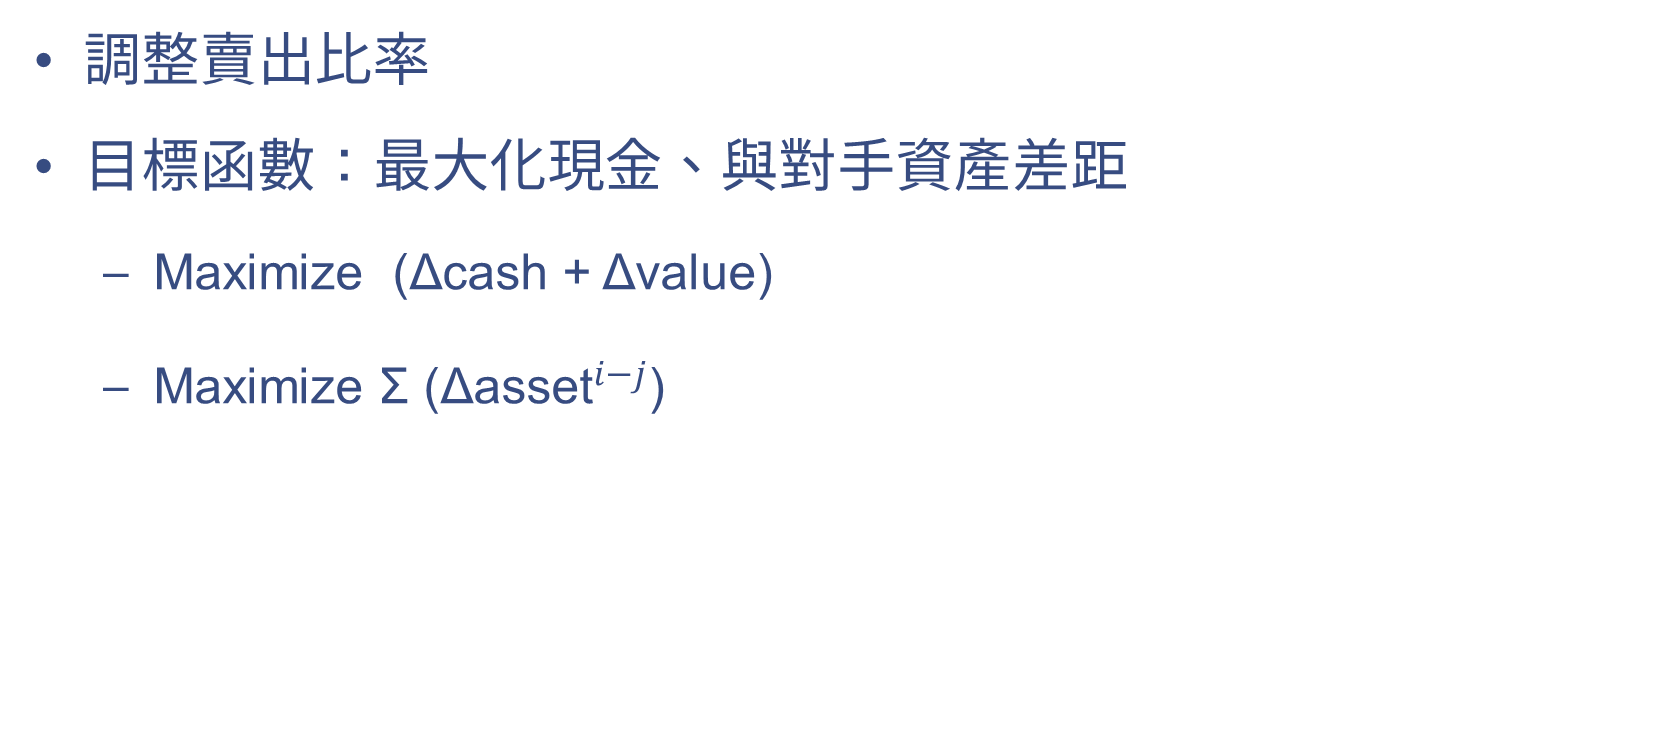 • 調整賣出比率
• 目標函數：最大化現金、與對手資產差距
– Maximize  (Δcash + Δvalue)
– Maximize Σ (Δasset^{i−j})